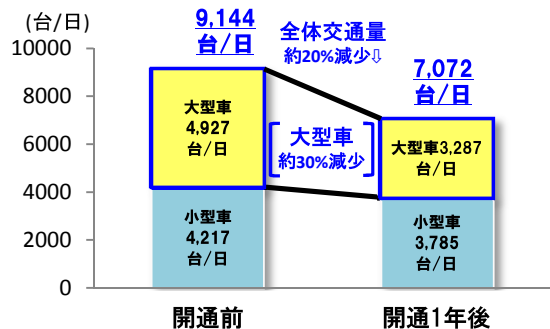 (台/日)
9,144
台/日
全体交通量
約20%減少⇩
7,072
台/日
10000
8000
6000
4000
2000
0
大型車
4,927
台/日
大型車
約30%減少
大型車3,287
台/日
小型車
4,217
台/日
小型車
3,785
台/日
開通前
開通1年後